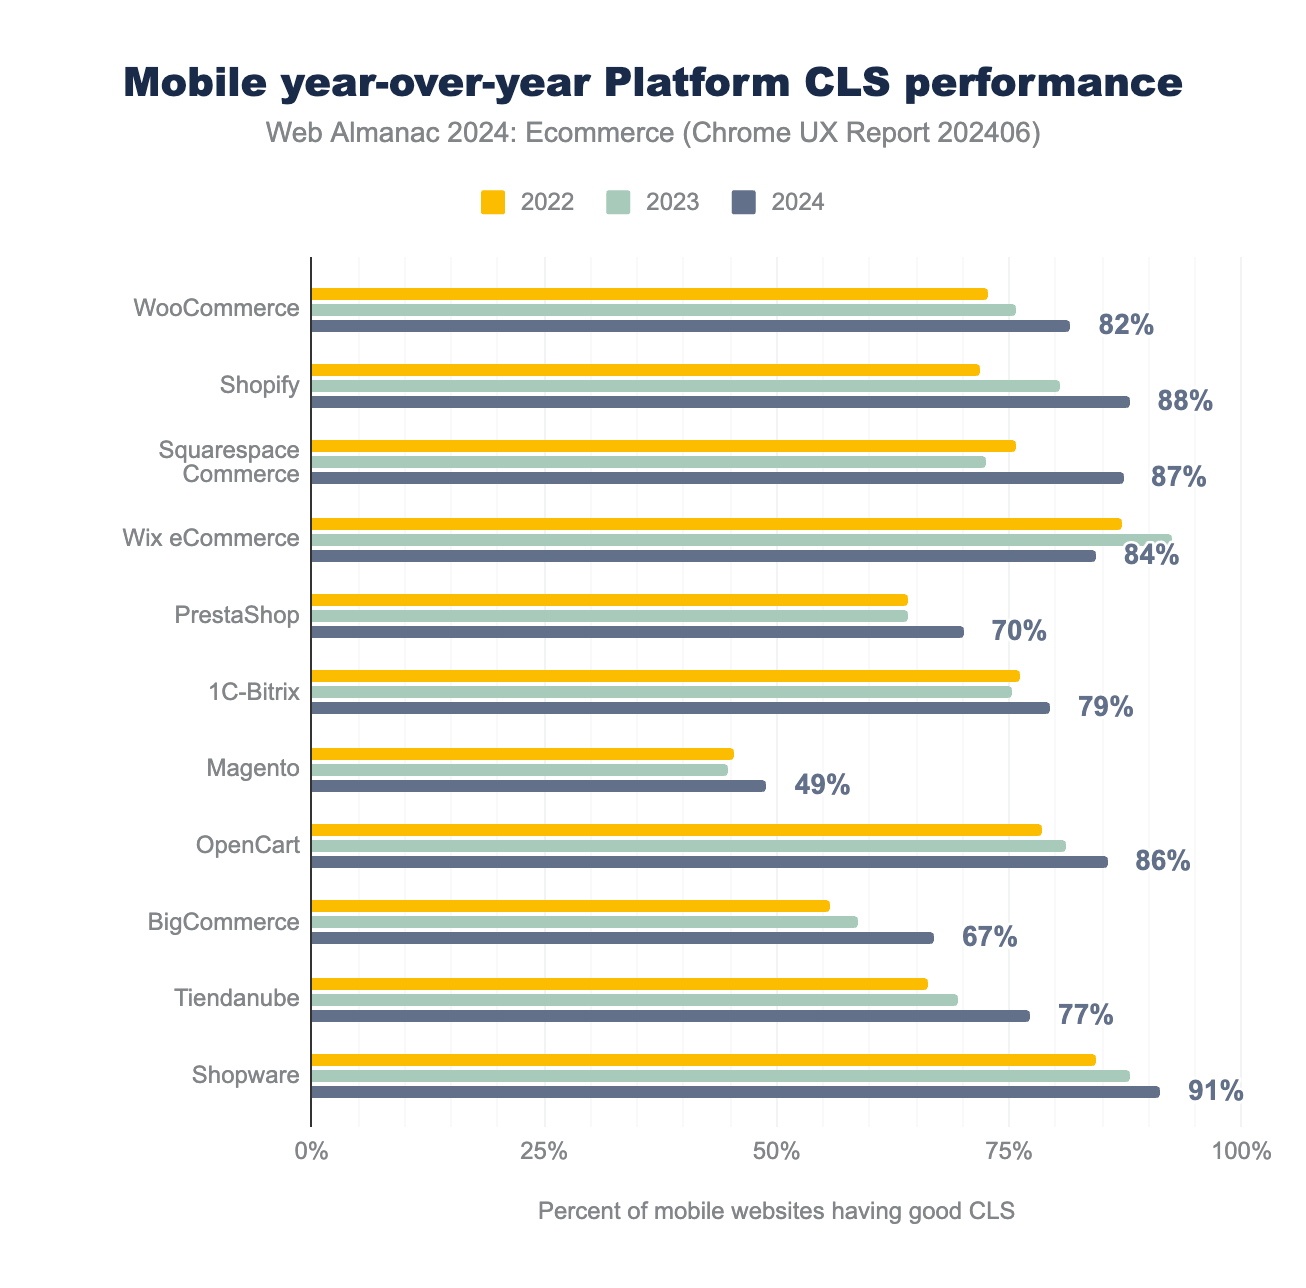 Mobile year-over-year Platform CLS performance
Web Almanac 2024: Ecommerce (Chrome UX Report 202406)
2022 2023 2024
WooCommerce 82%
Shopify 88%
Squarespace
Commerce 87%
Wix eCommerce 84%
PrestaShop 70%
1C-Bitrix 79%
Magento 49%
OpenCart 86%
BigCommerce 67%
Tiendanube 77%
Shopware 91%
0% 25% 50% 75% 100%
Percent of mobile websites having good CLS